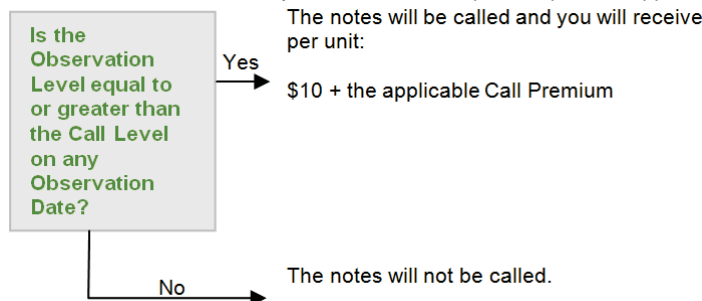 The notes will be called and you will receive
per unit:
$10 + the applicable Call Premium
Is the
Observation
Level equal to
or greater than
the Call Level
on any
Observation
Date?
Yes
No
The notes will not be called.